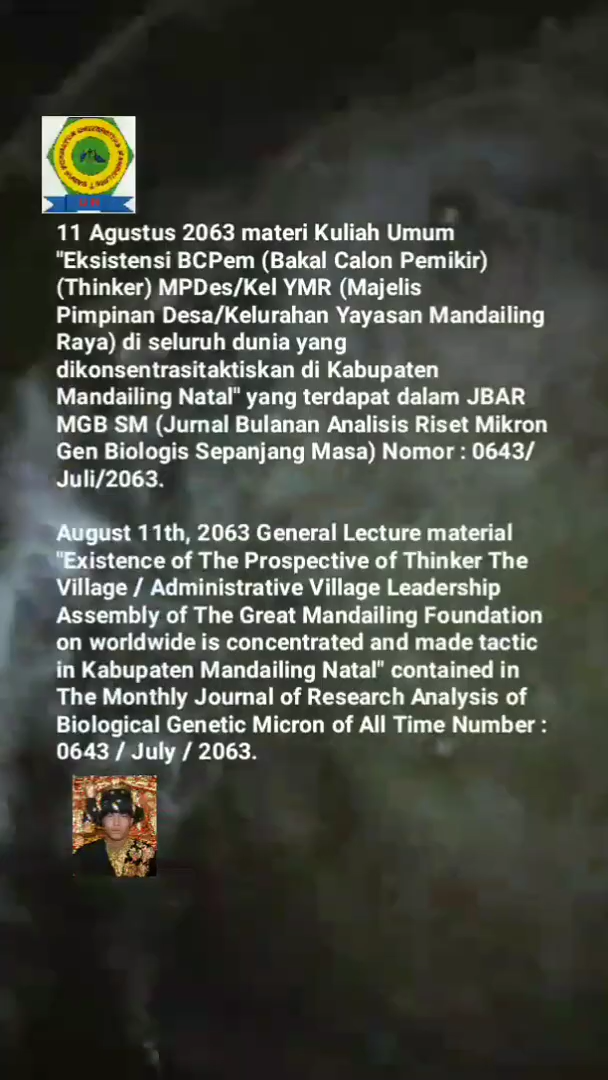 11 Agustus 2063 materi Kuliah Umum
"Eksistensi BCPem (Bakal Calon Pemikir)
(Thinker) MPDes/Kel YMR (Majelis
Pimpinan Desa/Kelurahan Yayasan Mandailing
Raya) di seluruh dunia yang
dikonsentrasitaktiskan di Kabupaten
Mandailing Natal" yang terdapat dalam JBAR
MGB SM (Jurnal Bulanan Analisis Riset Mikron
Gen Biologis Sepanjang Masa) Nomor : 0643/
Juli/2063.
August 11th, 2063 General Lecture material
"Existence of The Prospective of Thinker The
Village / Administrative Village Leadership
Assembly of The Great Mandailing Foundation
on worldwide is concentrated and made tactic
in Kabupaten Mandailing Natal" contained in
The Monthly Journal of Research Analysis of
Biological Genetic Micron of All Time Number :
0643 / July / 2063.